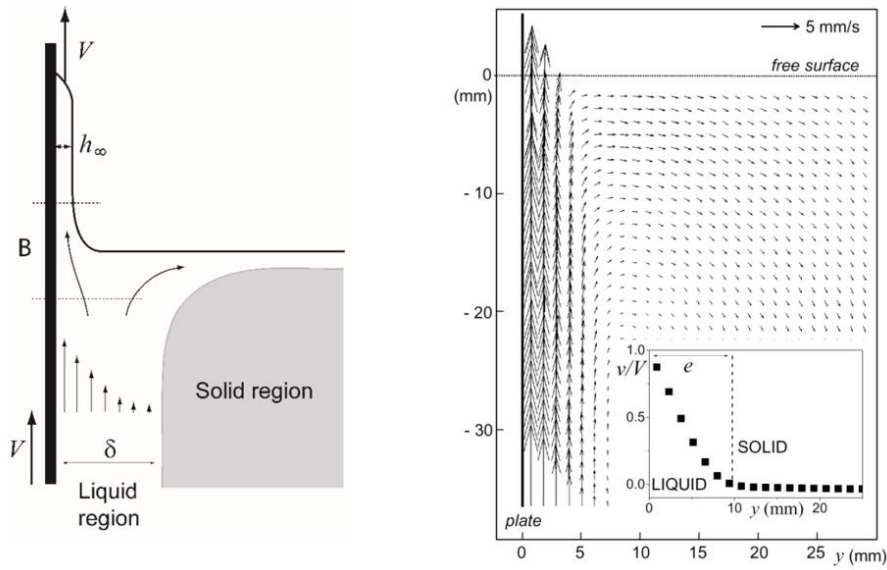 V
h∞
B
Solid region
V
δ
Liquid
region
5 mm/s
free surface
0
(mm)
- 10
- 20
- 30
plate
0
5
10
15
20
25
y (mm)
1.0
v/V
e
0.5
SOLID
LIQUID
0.0
0
10
20
y (mm)